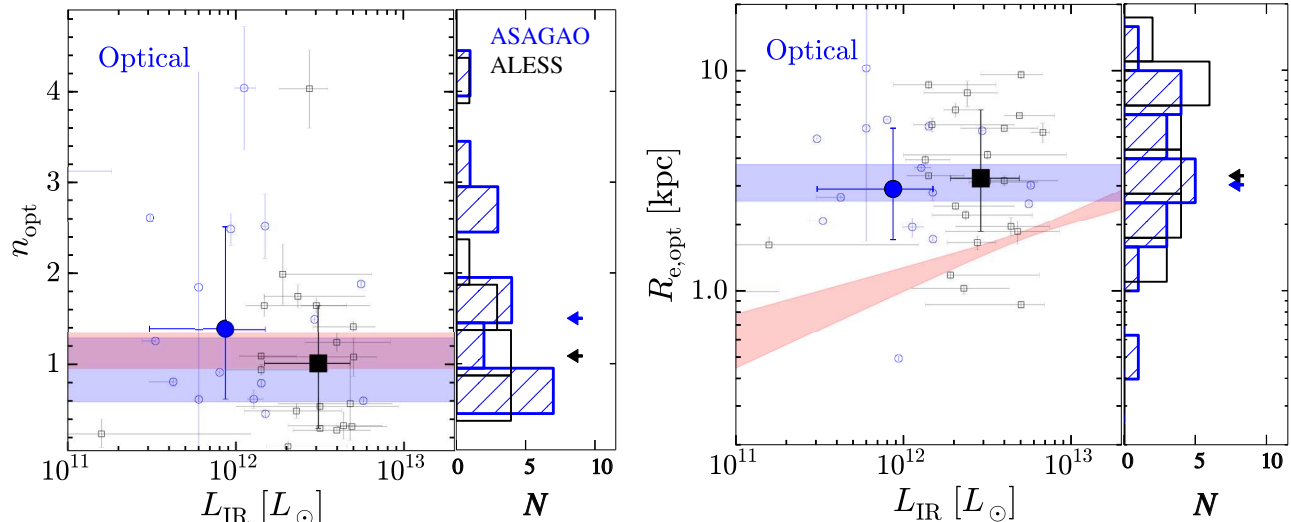 Optical
ASAGAO
ALESS
4
3
2
1
n_opt
10^11
10^12
10^13
0
5
10
L_IR [L_⊙]
N
Optical
10
1.0
R_e,opt [kpc]
10^11
10^12
10^13
0
5
10
L_IR [L_⊙]
N